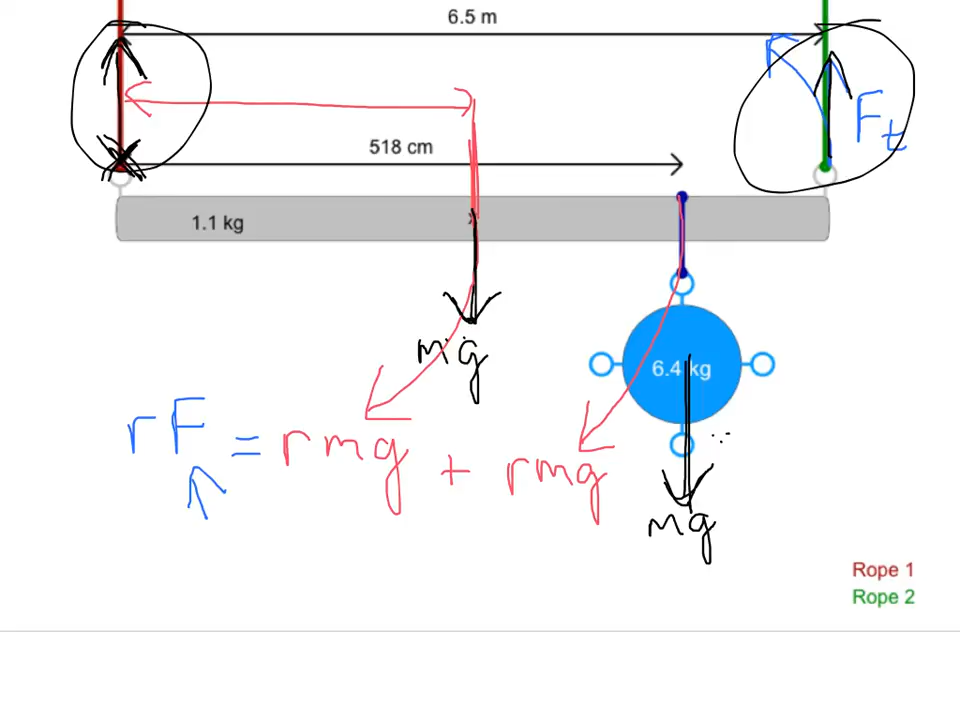 6.5 m
F t
518 cm
1.1 kg
mg
6.4 kg
rF = rmg + rmg
mg
Rope 1
Rope 2